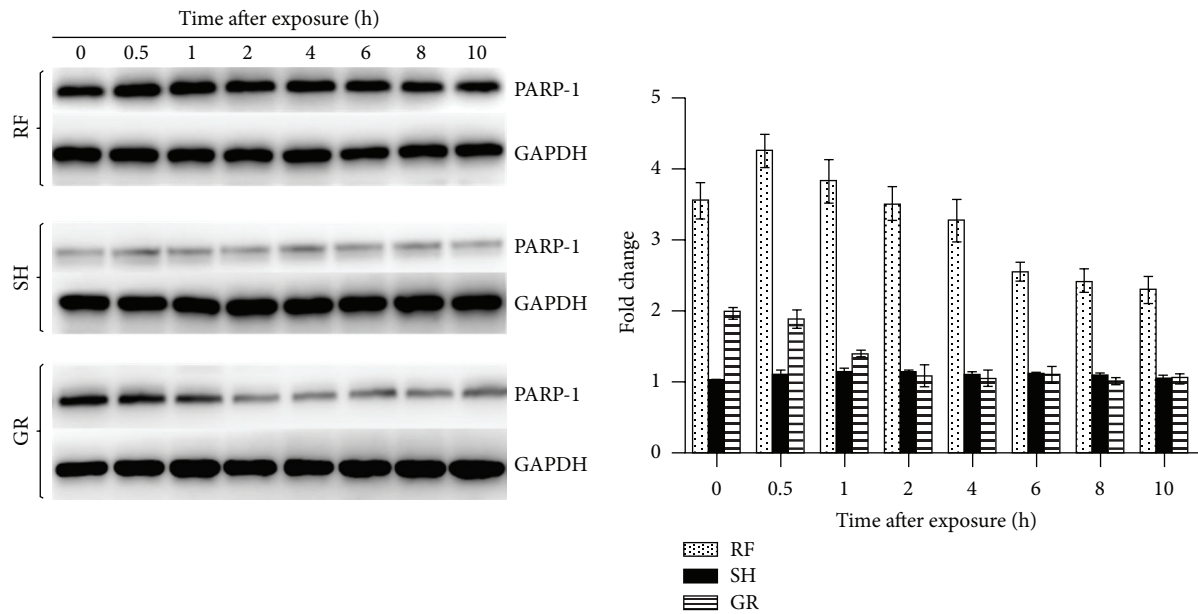 Time after exposure (h)
0 0.5 1 2 4 6 8 10
RF
PARP-1
GAPDH
SH
PARP-1
GAPDH
GR
PARP-1
GAPDH
Fold change
5
4
3
2
1
0
0 0.5 1 2 4 6 8 10
Time after exposure (h)
RF
SH
GR